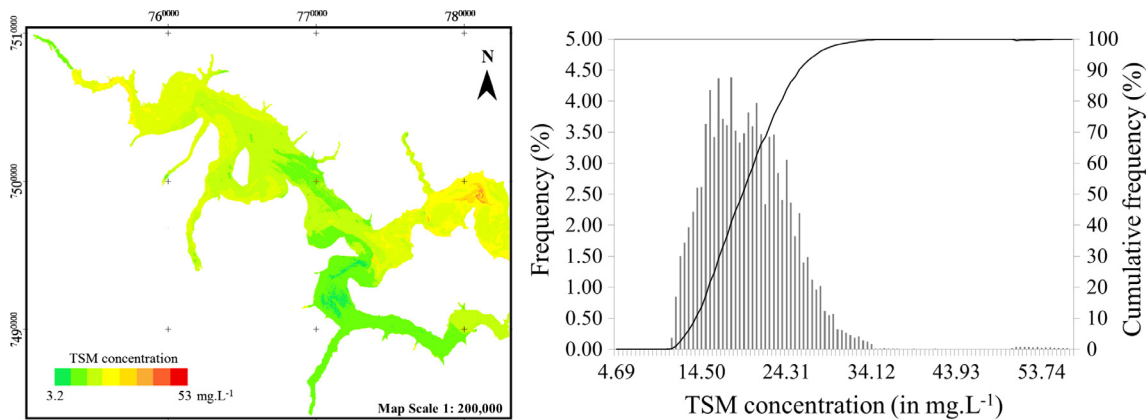 76⁰⁰⁰⁰ 77⁰⁰⁰⁰ 78⁰⁰⁰⁰
751⁰⁰⁰⁰
750⁰⁰⁰⁰
749⁰⁰⁰⁰
N
TSM concentration
3.2 53 mg.L⁻¹
Map Scale 1: 200,000
Frequency (%)
5.00
4.50
4.00
3.50
3.00
2.50
2.00
1.50
1.00
0.50
0.00
4.69 14.50 24.31 34.12 43.93 53.74
TSM concentration (in mg.L⁻¹)
100
90
80
70
60
50
40
30
20
10
0
Cumulative frequency (%)